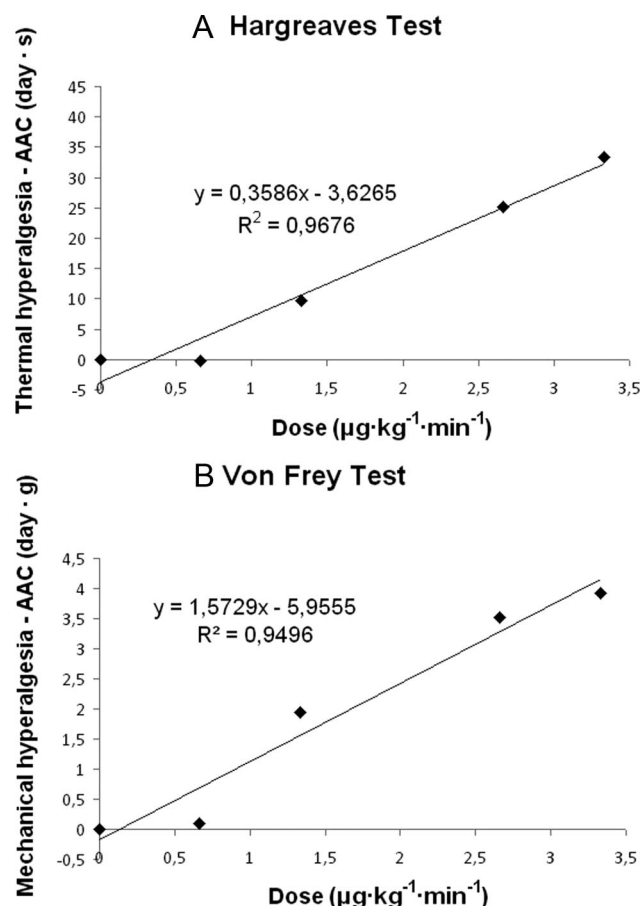 A Hargreaves Test
Thermal hyperalgesia - AAC (day · s)
45
40
35
30
25
20
15
10
5
0
-5
y = 0,3586x - 3,6265
R² = 0,9676
0 0,5 1 1,5 2 2,5 3 3,5
Dose (µg·kg⁻¹·min⁻¹)
B Von Frey Test
Mechanical hyperalgesia - AAC (day · g)
4,5
4
3,5
3
2,5
2
1,5
1
0,5
0
-0,5
y = 1,5729x - 5,9555
R² = 0,9496
0 0,5 1 1,5 2 2,5 3 3,5
Dose (µg·kg⁻¹·min⁻¹)